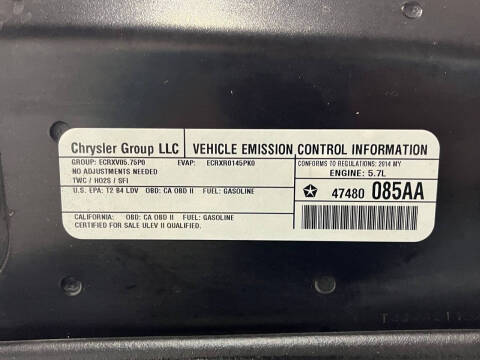 Chrysler Group LLC VEHICLE EMISSION CONTROL INFORMATION
GROUP: ECRXV05.75P0 EVAP: ECRXR0145PK0 CONFORMS TO REGULATIONS: 2014 MY
NO ADJUSTMENTS NEEDED ENGINE: 5.7L
TWC / HO2S / SFI
U.S. EPA: T2 B4 LDV OBD: CA OBD II FUEL: GASOLINE
47480 085AA
CALIFORNIA: OBD: CA OBD II FUEL: GASOLINE
CERTIFIED FOR SALE ULEV II QUALIFIED.